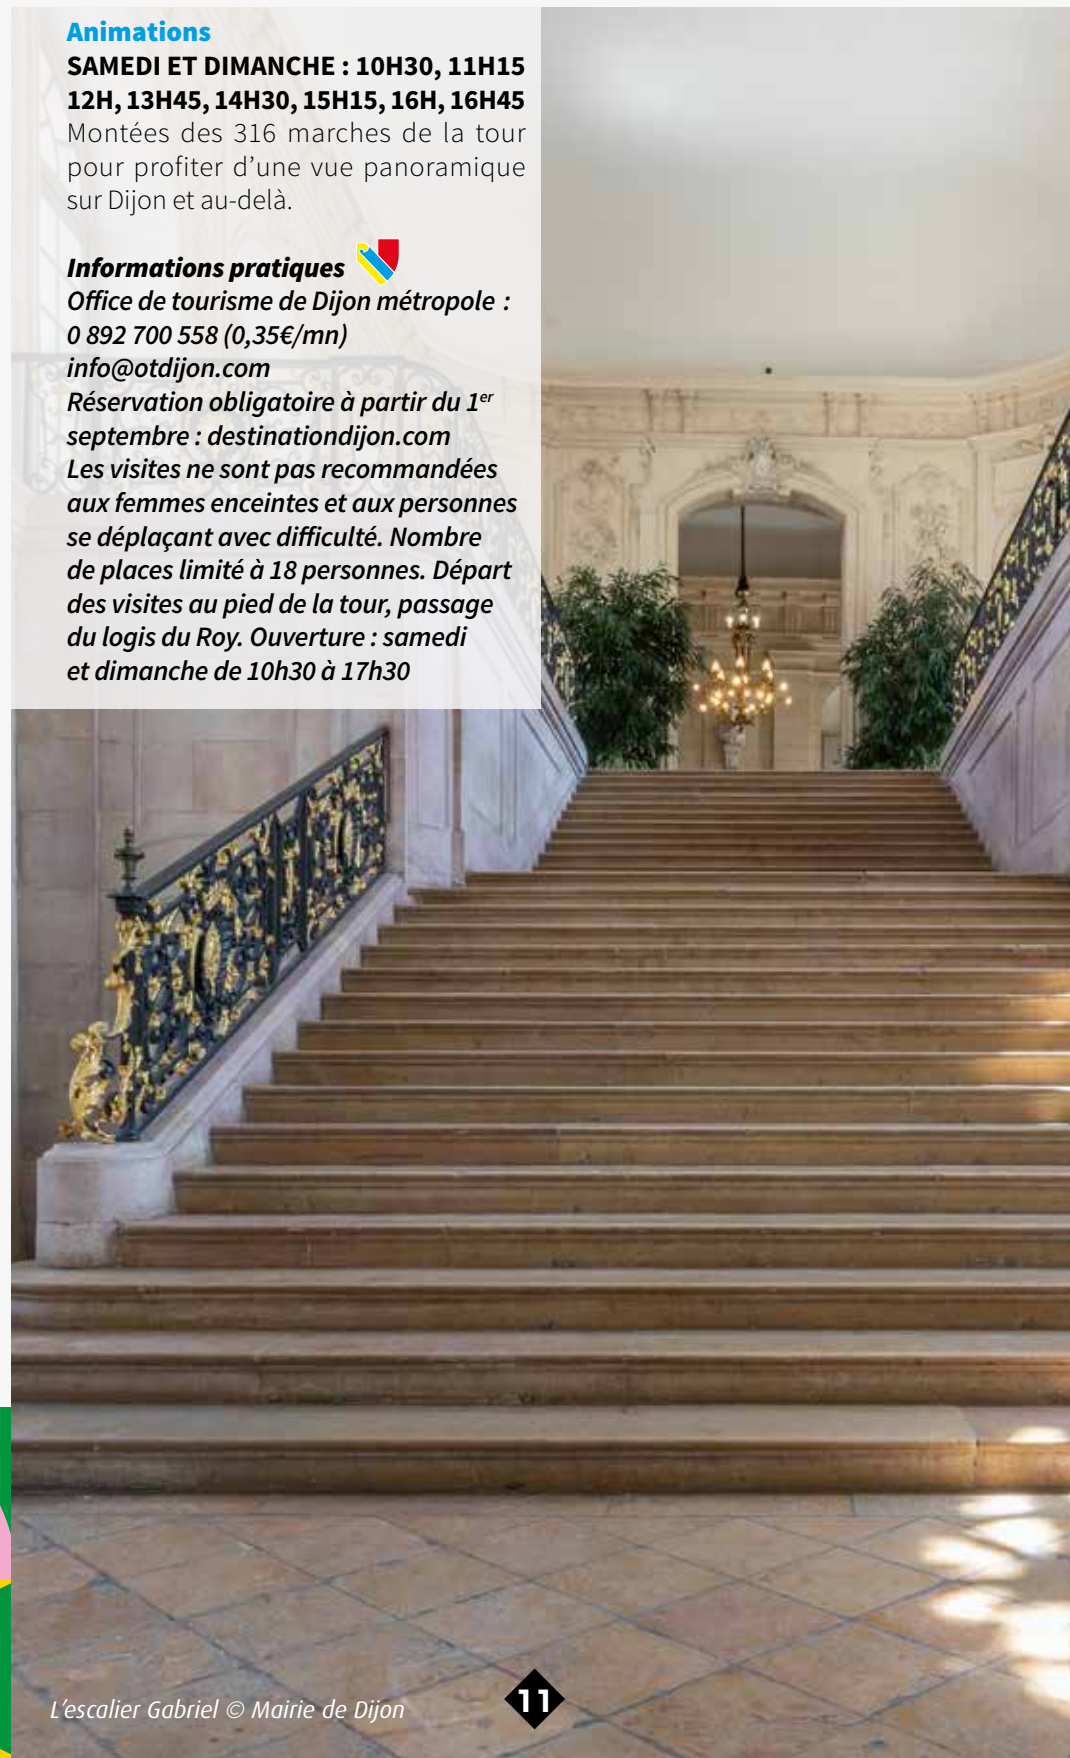 Animations
SAMEDI ET DIMANCHE : 10H30, 11H15
12H, 13H45, 14H30, 15H15, 16H, 16H45
Montées des 316 marches de la tour
pour profiter d’une vue panoramique
sur Dijon et au-delà.
Informations pratiques
Office de tourisme de Dijon métropole :
0 892 700 558 (0,35€/mn)
info@otdijon.com
Réservation obligatoire à partir du 1er
septembre : destinationdijon.com
Les visites ne sont pas recommandées
aux femmes enceintes et aux personnes
se déplaçant avec difficulté. Nombre
de places limité à 18 personnes. Départ
des visites au pied de la tour, passage
du logis du Roy. Ouverture : samedi
et dimanche de 10h30 à 17h30
L’escalier Gabriel © Mairie de Dijon
11